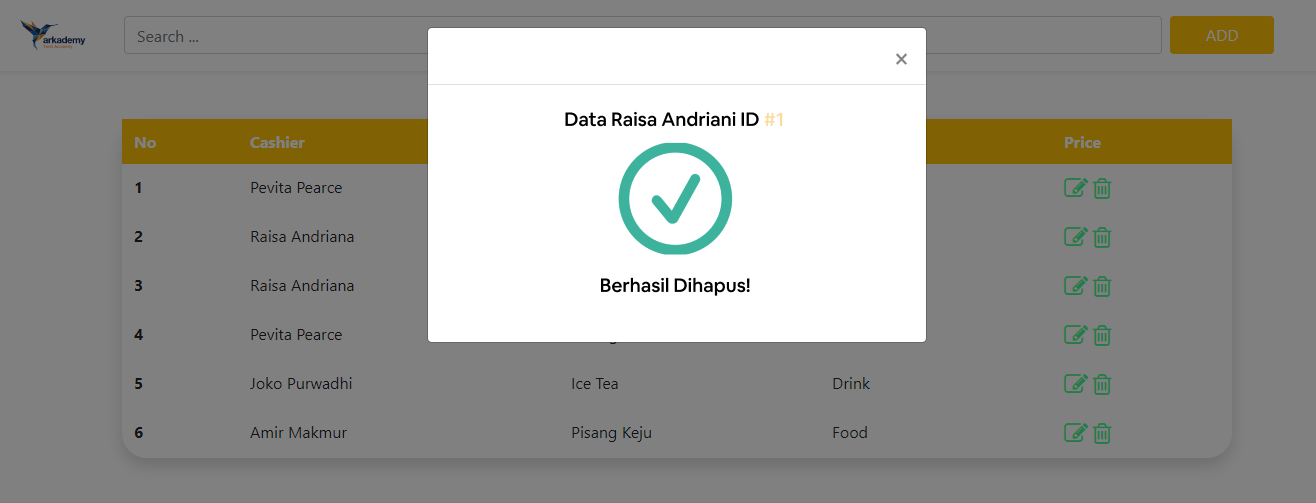 arkademy
Search ...
ADD
×
Data Raisa Andriani ID #1
Berhasil Dihapus!
No Cashier Price
1 Pevita Pearce
2 Raisa Andriana
3 Raisa Andriana
4 Pevita Pearce
5 Joko Purwadhi Ice Tea Drink
6 Amir Makmur Pisang Keju Food